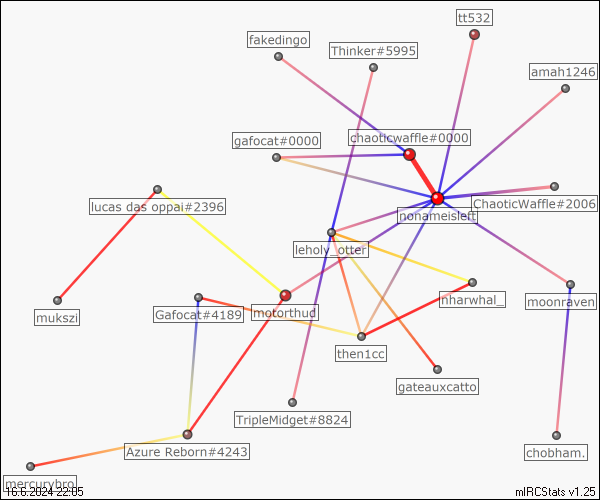 tt532
fakedingo
Thinker#5995
amah1246
chaoticwaffle#0000
gafocat#0000
ChaoticWaffle#2006
lucas das oppai#2396
nonameisleft
leholy_otter
nharwhal_
moonraven
mukszi
Gafocat#4189
motorthud
then1cc
gateauxcatto
TripleMidget#8824
Azure Reborn#4243
chobham.
mercurybro
16.6.2024 22:05
mIRCStats v1.25